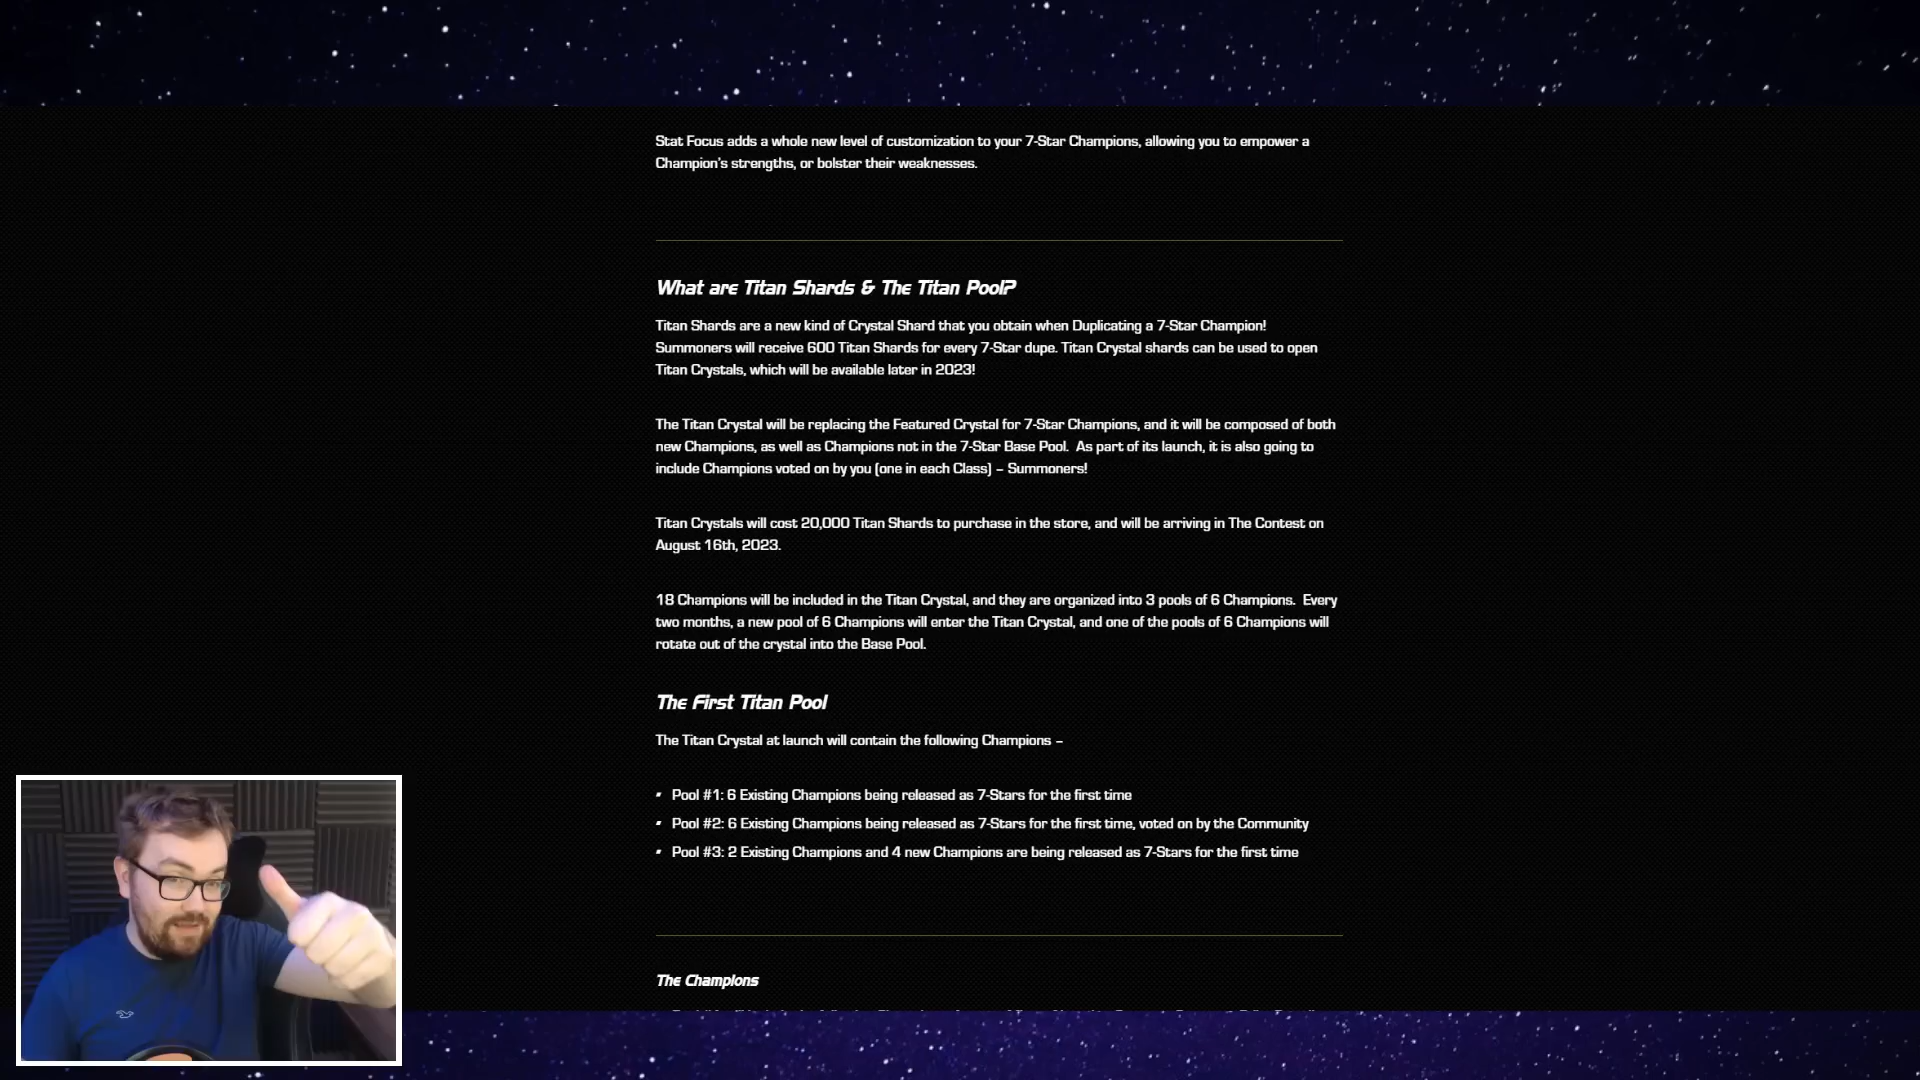 Stat Focus adds a whole new level of customization to your 7-Star Champions, allowing you to empower a
Champion's strengths, or bolster their weaknesses.
What are Titan Shards & The Titan Pool?
Titan Shards are a new kind of Crystal Shard that you obtain when Duplicating a 7-Star Champion!
Summoners will receive 600 Titan Shards for every 7-Star dupe. Titan Crystal shards can be used to open
Titan Crystals, which will be available later in 2023!
The Titan Crystal will be replacing the Featured Crystal for 7-Star Champions, and it will be composed of both
new Champions, as well as Champions not in the 7-Star Base Pool. As part of its launch, it is also going to
include Champions voted on by you (one in each Class) – Summoners!
Titan Crystals will cost 20,000 Titan Shards to purchase in the store, and will be arriving in The Contest on
August 16th, 2023.
18 Champions will be included in the Titan Crystal, and they are organized into 3 pools of 6 Champions. Every
two months, a new pool of 6 Champions will enter the Titan Crystal, and one of the pools of 6 Champions will
rotate out of the crystal into the Base Pool.
The First Titan Pool
The Titan Crystal at launch will contain the following Champions –
• Pool #1: 6 Existing Champions being released as 7-Stars for the first time
• Pool #2: 6 Existing Champions being released as 7-Stars for the first time, voted on by the Community
• Pool #3: 2 Existing Champions and 4 new Champions are being released as 7-Stars for the first time
The Champions